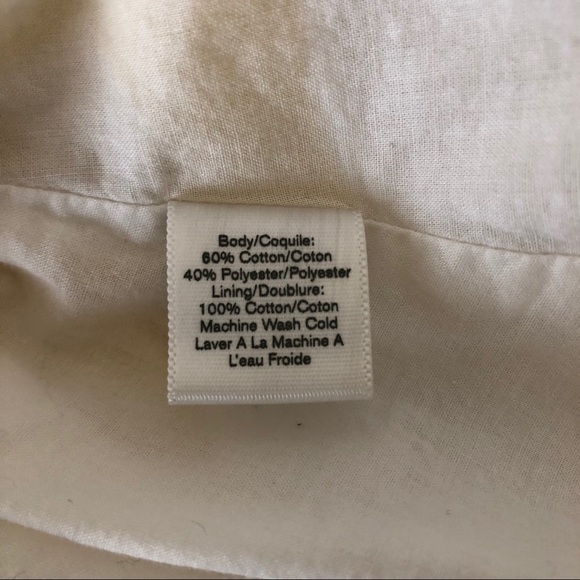 Body/Coquile:
60% Cotton/Coton
40% Polyester/Polyester
Lining/Doublure:
100% Cotton/Coton
Machine Wash Cold
Laver A La Machine A
L'eau Froide